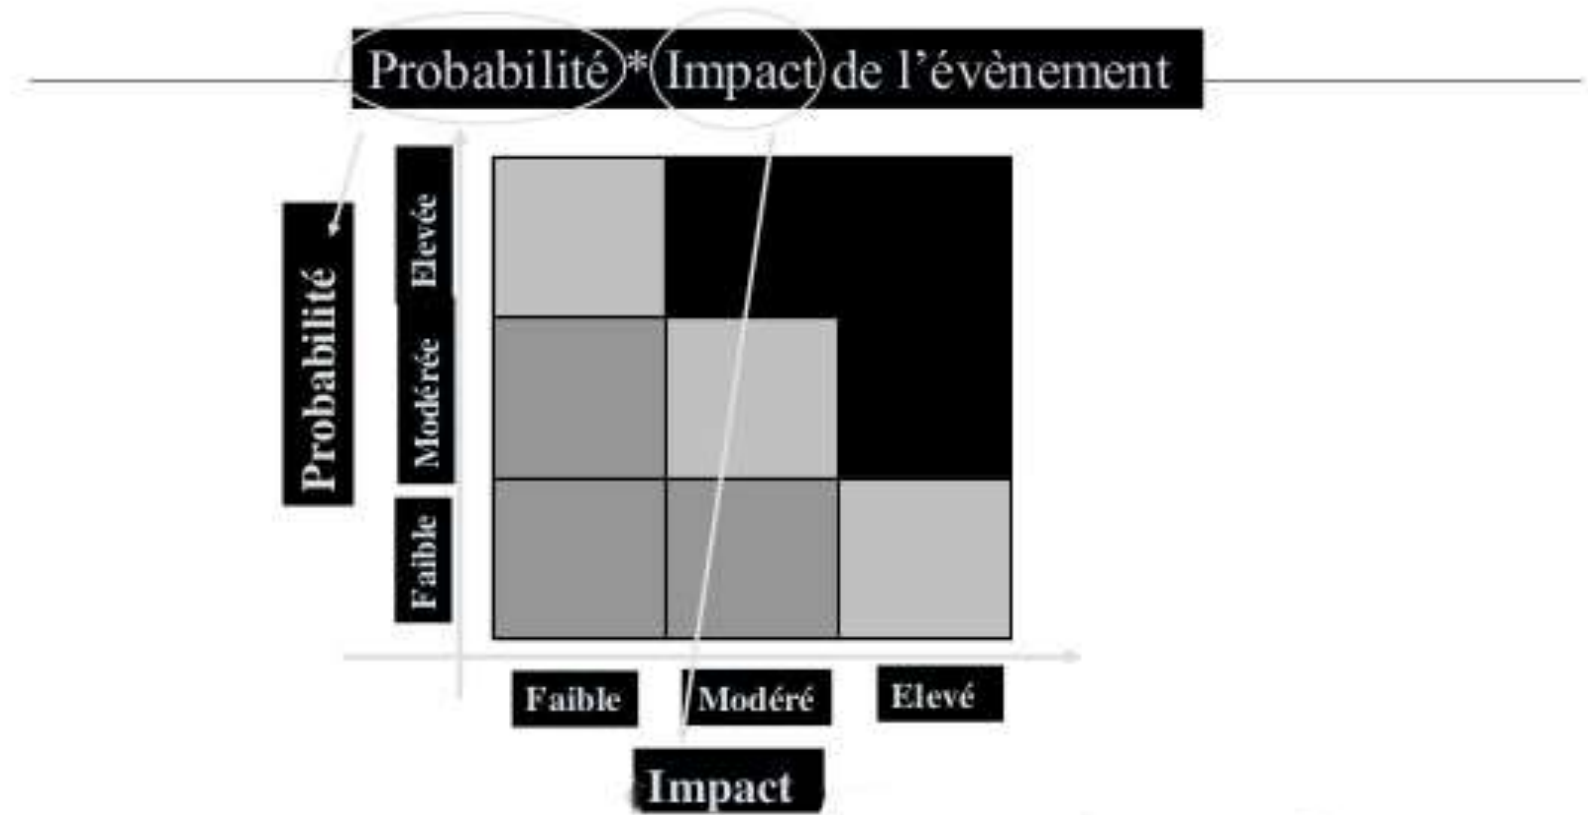 Probabilité * Impact de l’évènement
Probabilité
Elevée
Modérée
Faible
Faible Modéré Elevé
Impact